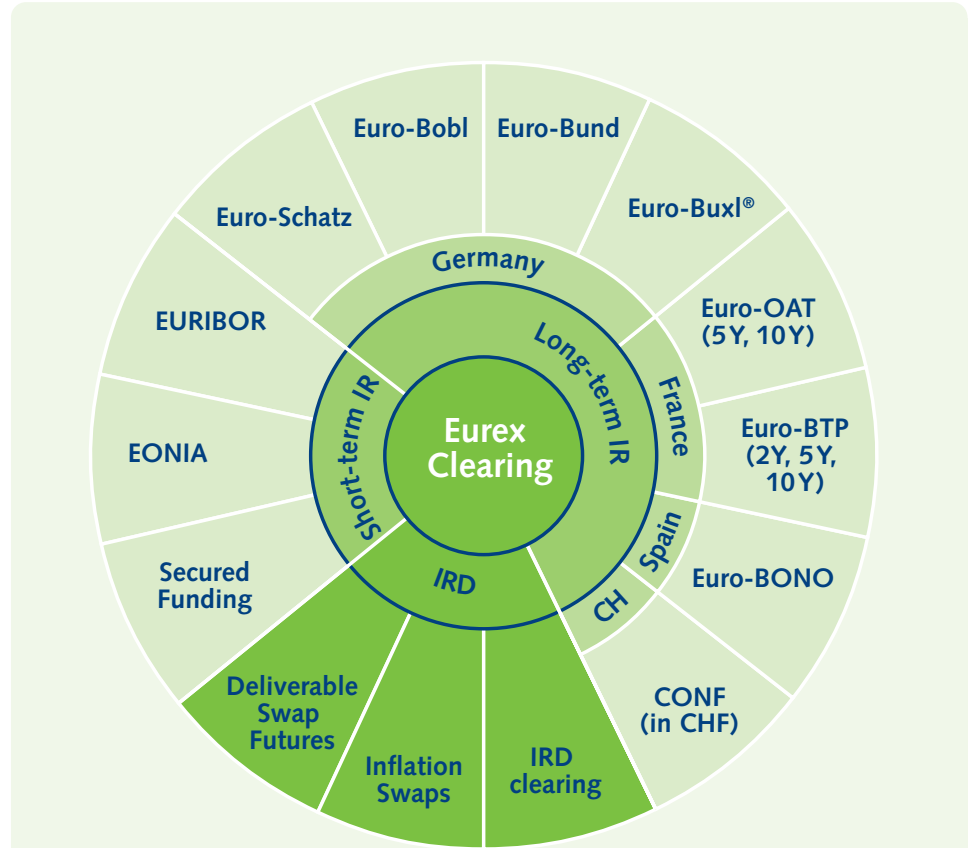 Euro-Bobl
Euro-Bund
Euro-Schatz
Euro-Buxl®
Germany
EURIBOR
Euro-OAT
(5Y, 10Y)
Long-term IR
Short-term IR
France
Eurex
Clearing
EONIA
Euro-BTP
(2Y, 5Y,
10Y)
Spain
Secured
Funding
IRD
CH
Euro-BONO
Deliverable
Swap
Futures
CONF
(in CHF)
Inflation
Swaps
IRD
clearing